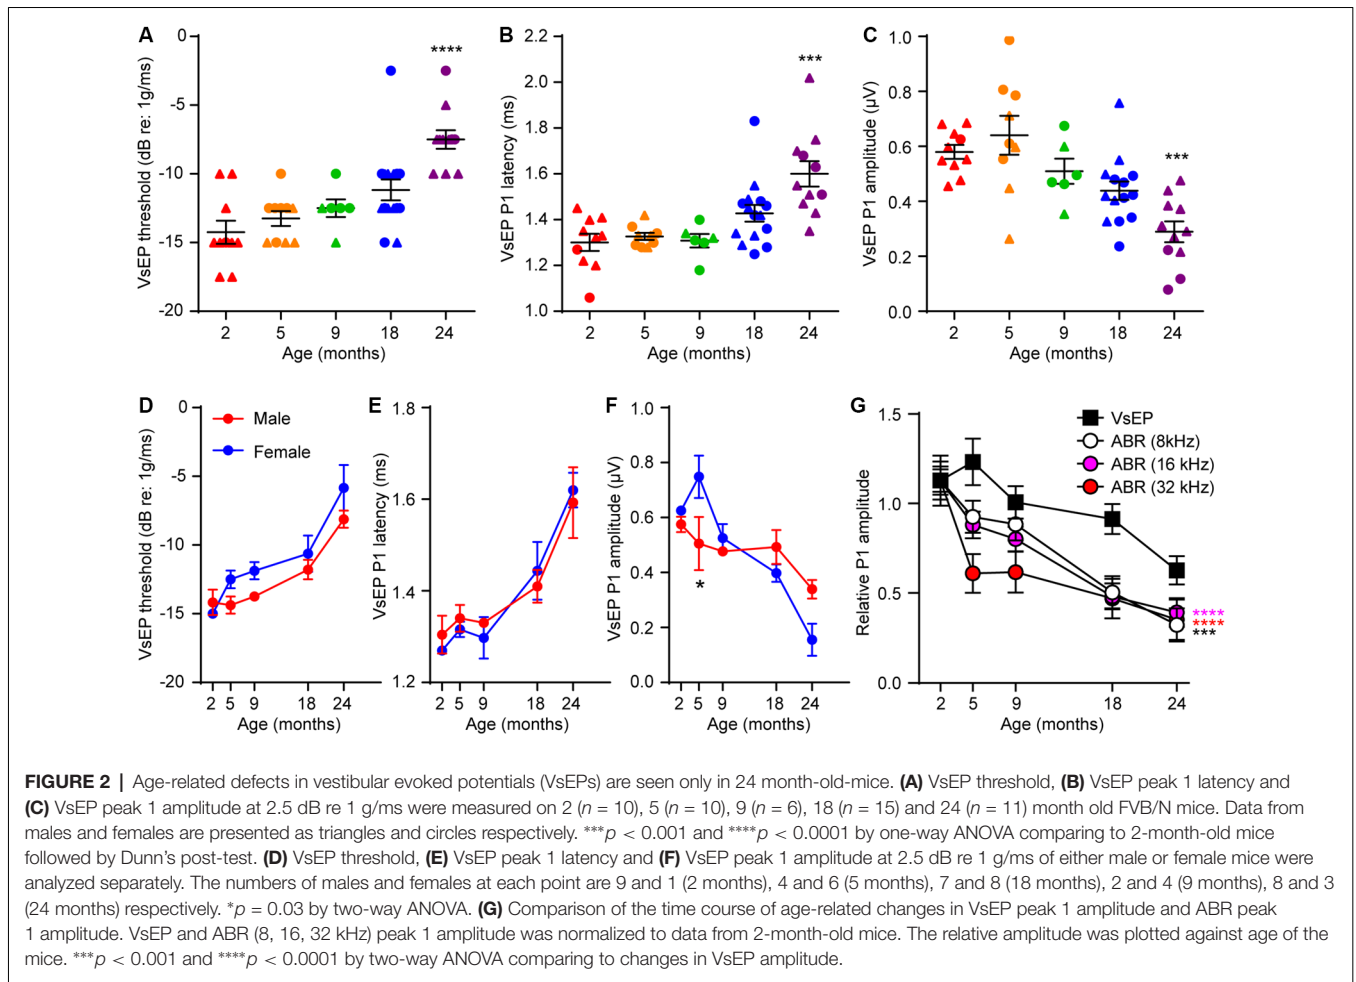 A
0
-5
-10
-15
-20
VsEP threshold (dB re: 1g/ms)
****
2 5 9 18 24
Age (months)
B
2.2
2.0
1.8
1.6
1.4
1.2
1.0
VsEP P1 latency (ms)
***
2 5 9 18 24
Age (months)
C
1.0
0.8
0.6
0.4
0.2
0.0
VsEP P1 amplitude (µV)
***
2 5 9 18 24
Age (months)
D
0
-5
-10
-15
-20
VsEP threshold (dB re: 1g/ms)
Male
Female
2 5 9 18 24
Age (months)
E
1.8
1.6
1.4
1.2
VsEP P1 latency (ms)
2 5 9 18 24
Age (months)
F
1.0
0.8
0.6
0.4
0.2
0.0
VsEP P1 amplitude (µV)
*
2 5 9 18 24
Age (months)
G
1.5
1.0
0.5
0.0
Relative P1 amplitude
VsEP
ABR (8kHz)
ABR (16 kHz)
ABR (32 kHz)
****
****
***
2 5 9 18 24
Age (months)
FIGURE 2 | Age-related defects in vestibular evoked potentials (VsEPs) are seen only in 24 month-old-mice. (A) VsEP threshold, (B) VsEP peak 1 latency and
(C) VsEP peak 1 amplitude at 2.5 dB re 1 g/ms were measured on 2 (n = 10), 5 (n = 10), 9 (n = 6), 18 (n = 15) and 24 (n = 11) month old FVB/N mice. Data from
males and females are presented as triangles and circles respectively. ***p < 0.001 and ****p < 0.0001 by one-way ANOVA comparing to 2-month-old mice
followed by Dunn's post-test. (D) VsEP threshold, (E) VsEP peak 1 latency and (F) VsEP peak 1 amplitude at 2.5 dB re 1 g/ms of either male or female mice were
analyzed separately. The numbers of males and females at each point are 9 and 1 (2 months), 4 and 6 (5 months), 7 and 8 (18 months), 2 and 4 (9 months), 8 and 3
(24 months) respectively. *p = 0.03 by two-way ANOVA. (G) Comparison of the time course of age-related changes in VsEP peak 1 amplitude and ABR peak
1 amplitude. VsEP and ABR (8, 16, 32 kHz) peak 1 amplitude was normalized to data from 2-month-old mice. The relative amplitude was plotted against age of the
mice. ***p < 0.001 and ****p < 0.0001 by two-way ANOVA comparing to changes in VsEP amplitude.